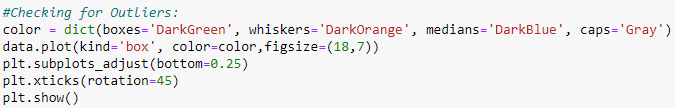 #Checking for Outliers:
color = dict(boxes='DarkGreen', whiskers='DarkOrange', medians='DarkBlue', caps='Gray')
data.plot(kind='box', color=color,figsize=(18,7))
plt.subplots_adjust(bottom=0.25)
plt.xticks(rotation=45)
plt.show()